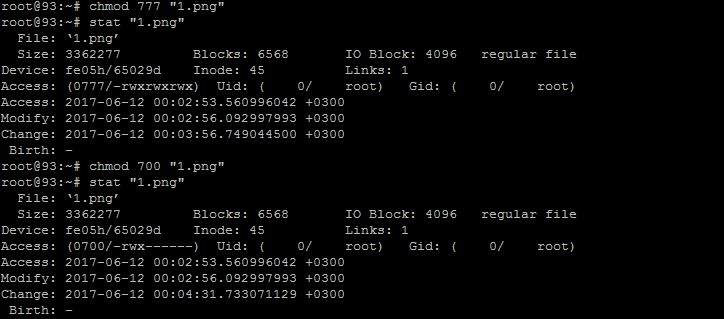 root@93:~# chmod 777 "1.png"
root@93:~# stat "1.png"
  File: ‘1.png’
  Size: 3362277         Blocks: 6568       IO Block: 4096   regular file
Device: fe05h/65029d    Inode: 45          Links: 1
Access: (0777/-rwxrwxrwx)  Uid: (    0/    root)   Gid: (    0/    root)
Access: 2017-06-12 00:02:53.560996042 +0300
Modify: 2017-06-12 00:02:56.092997993 +0300
Change: 2017-06-12 00:03:56.749044500 +0300
 Birth: -
root@93:~# chmod 700 "1.png"
root@93:~# stat "1.png"
  File: ‘1.png’
  Size: 3362277         Blocks: 6568       IO Block: 4096   regular file
Device: fe05h/65029d    Inode: 45          Links: 1
Access: (0700/-rwx------)  Uid: (    0/    root)   Gid: (    0/    root)
Access: 2017-06-12 00:02:53.560996042 +0300
Modify: 2017-06-12 00:02:56.092997993 +0300
Change: 2017-06-12 00:04:31.733071129 +0300
 Birth: -